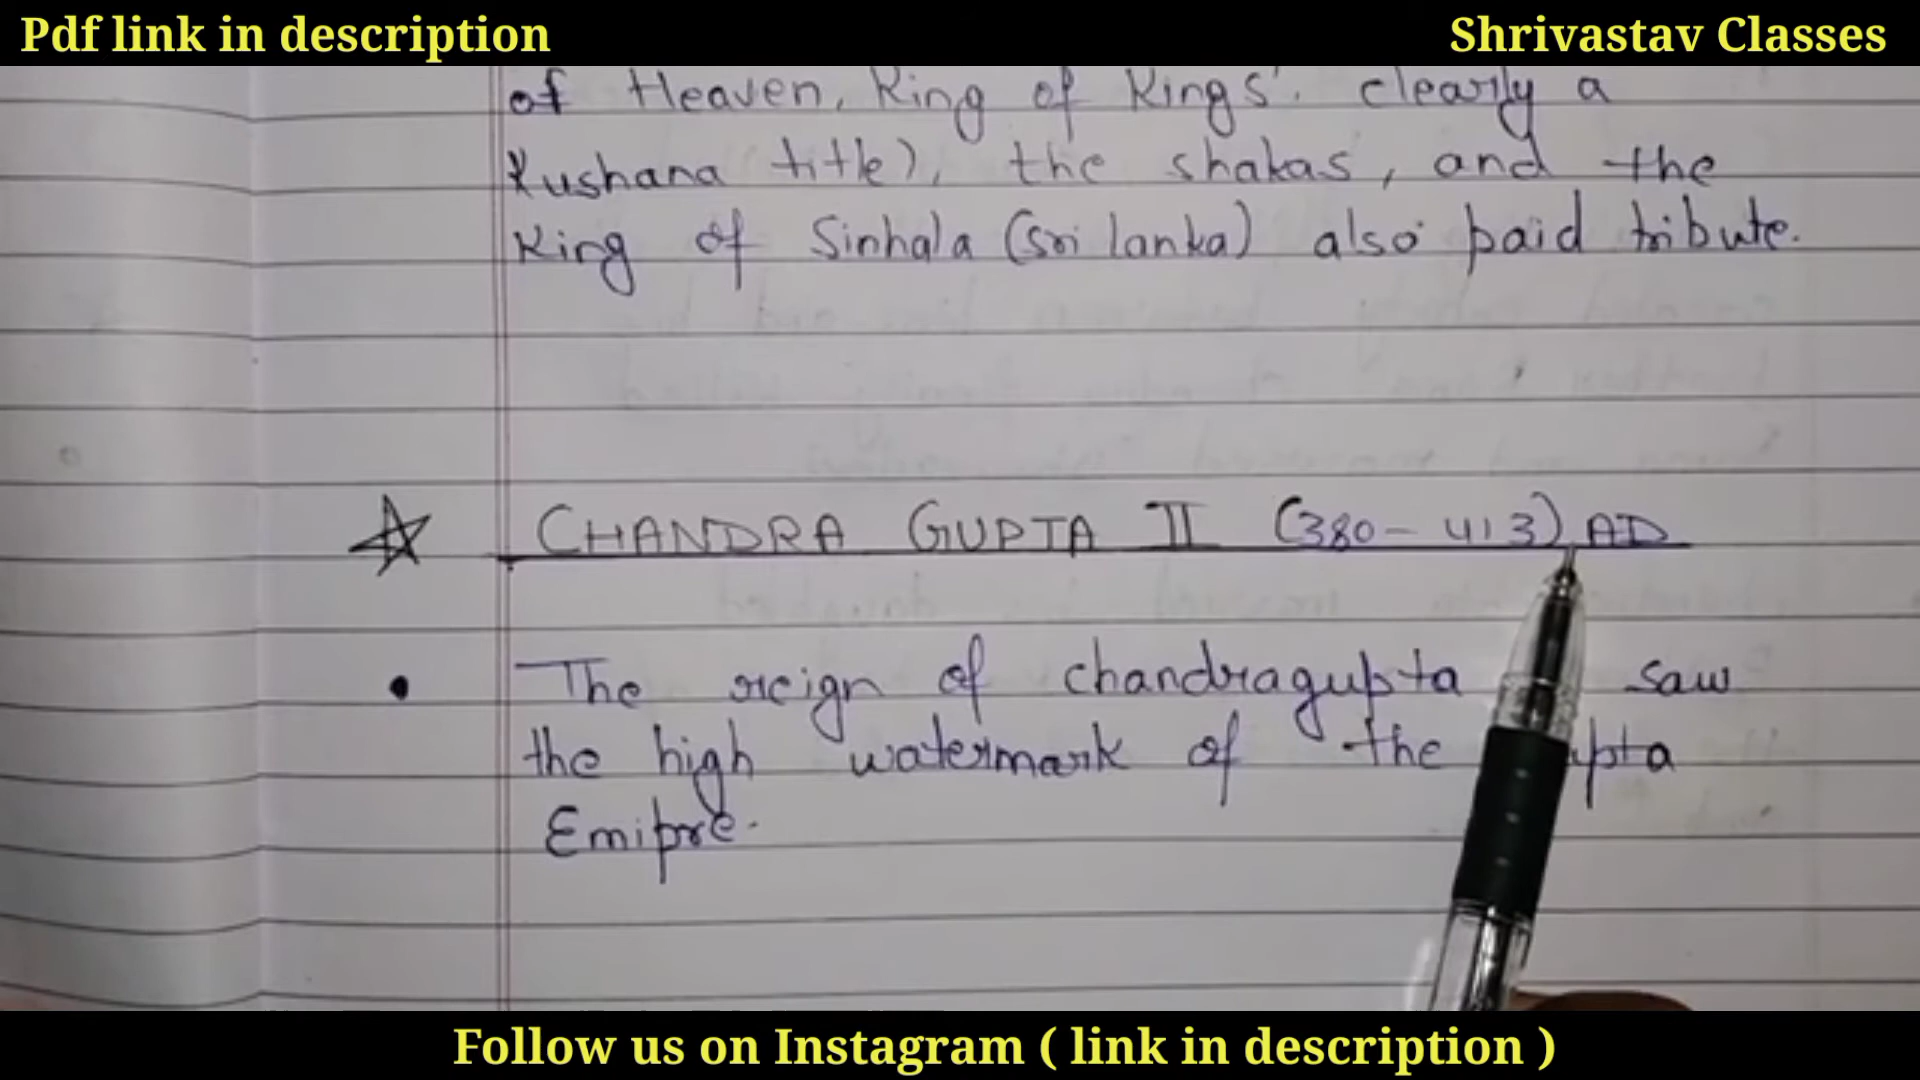 Pdf link in description
Shrivastav Classes
of Heaven, King of Kings'. clearly a
Kushana title), the shakas, and the
King of Sinhala (Sri lanka) also paid tribute.
CHANDRA GUPTA II (380-413) AD
• The reign of chandragupta saw
the high watermark of the upta
Emipre.
Follow us on Instagram ( link in description )